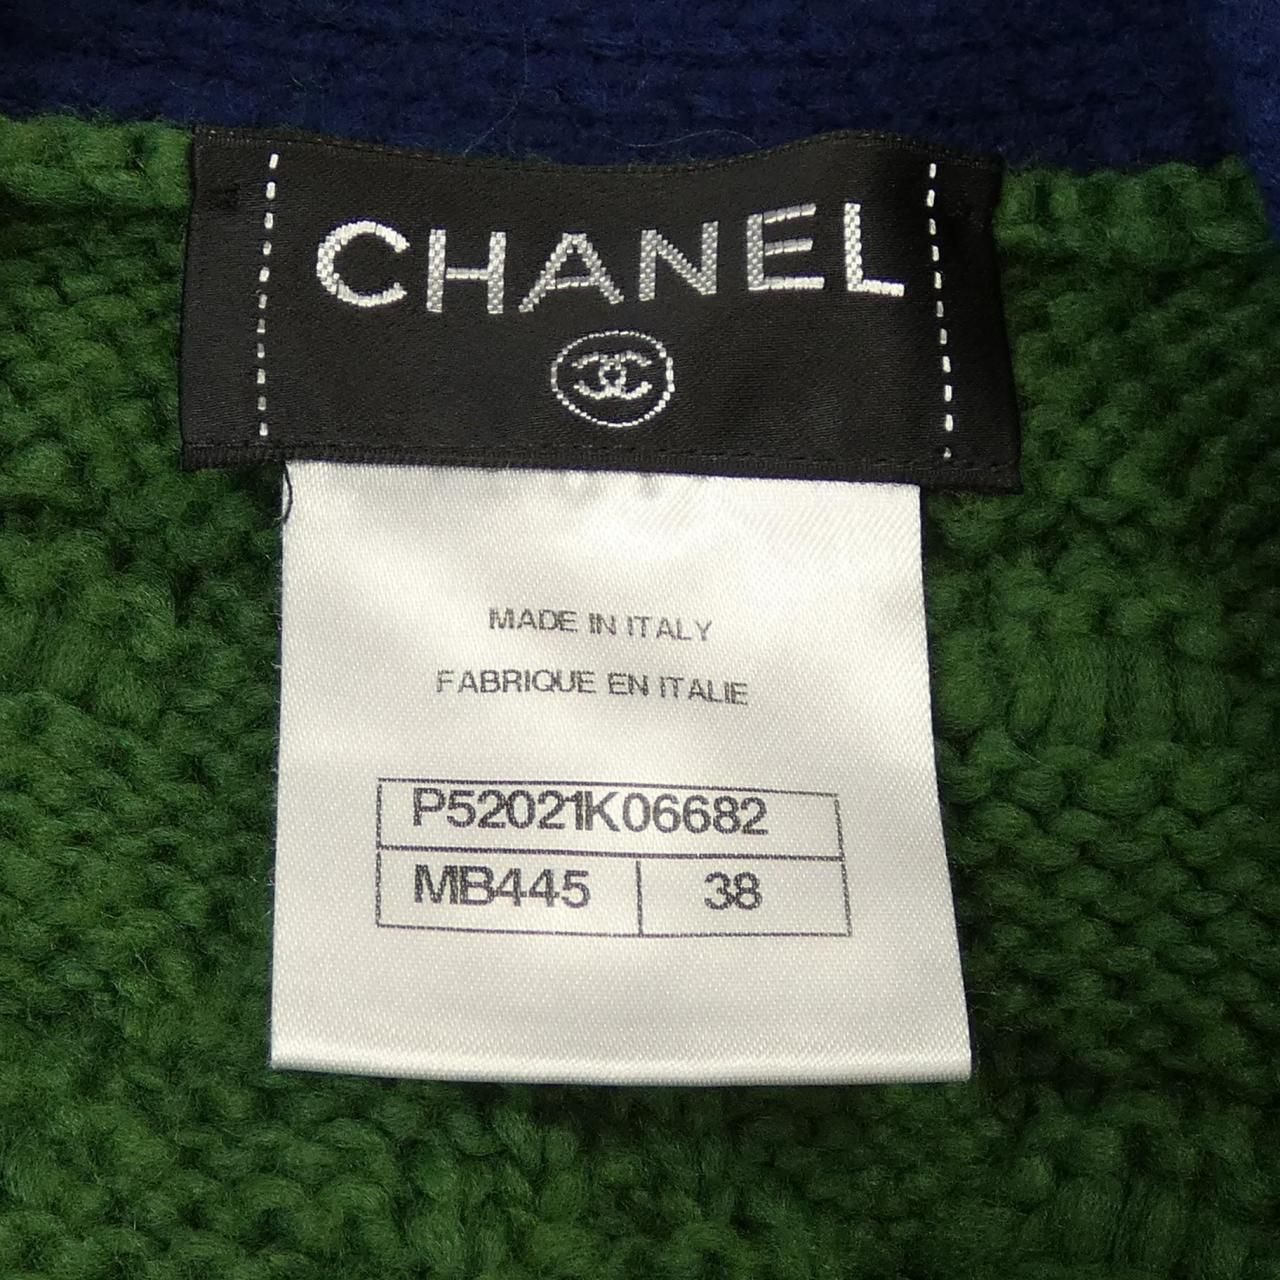 CHANEL
MADE IN ITALY
FABRIQUE EN ITALIE
P52021K06682
MB445 38